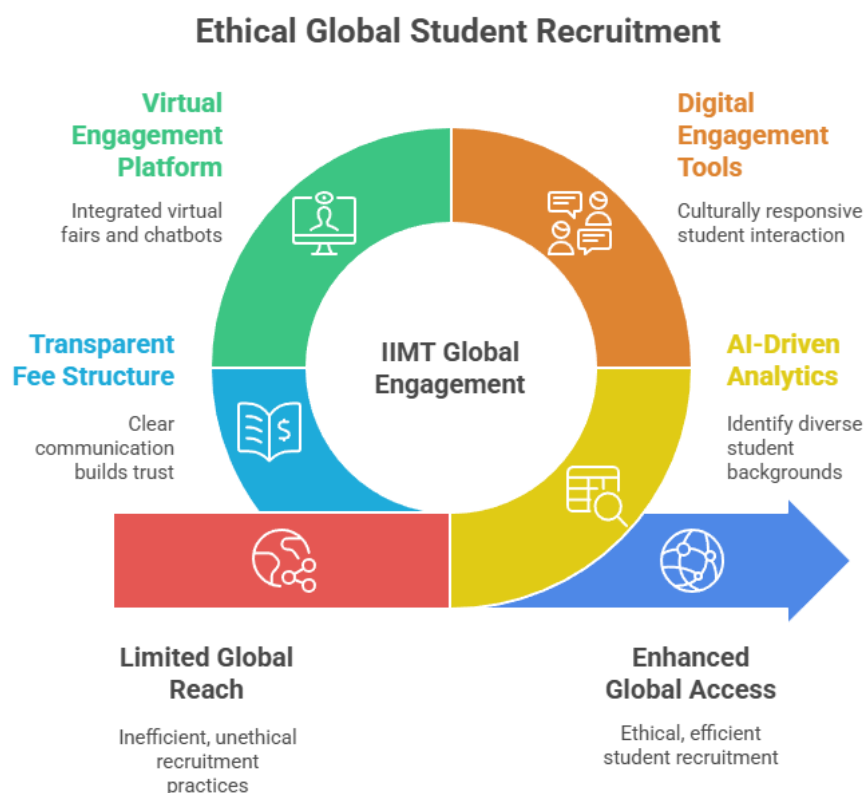 Ethical Global Student Recruitment
Virtual
Engagement
Platform
Integrated virtual
fairs and chatbots
Digital
Engagement
Tools
Culturally responsive
student interaction
Transparent
Fee Structure
Clear
communication
builds trust
IIMT Global
Engagement
AI-Driven
Analytics
Identify diverse
student
backgrounds
$
Limited Global
Reach
Inefficient, unethical
recruitment
practices
Enhanced
Global Access
Ethical, efficient
student recruitment